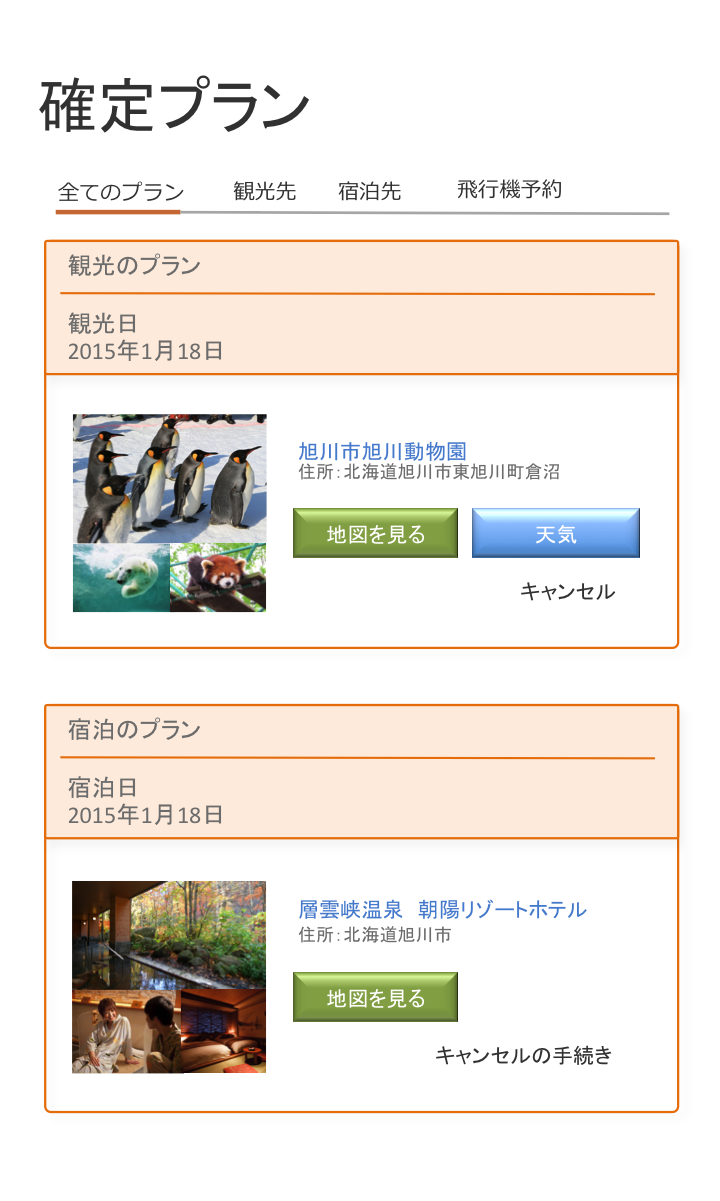 確定プラン
全てのプラン 観光先 宿泊先 飛行機予約
観光のプラン
観光日
2015年1月18日
旭川市旭川動物園
住所：北海道旭川市東旭川町倉沼
地図を見る 天気
キャンセル
宿泊のプラン
宿泊日
2015年1月18日
層雲峡温泉　朝陽リゾートホテル
住所：北海道旭川市
地図を見る
キャンセルの手続き